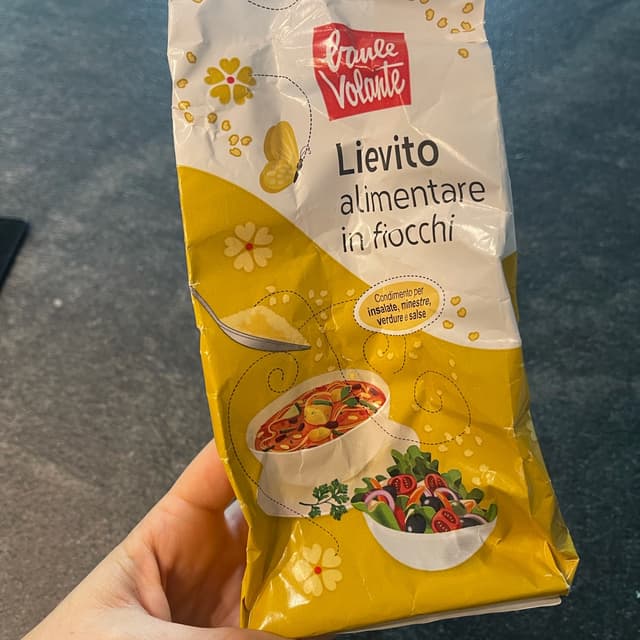 baule
Volante
Lievito
alimentare
in fiocchi
Condimento per
insalate, minestre,
verdure e salse